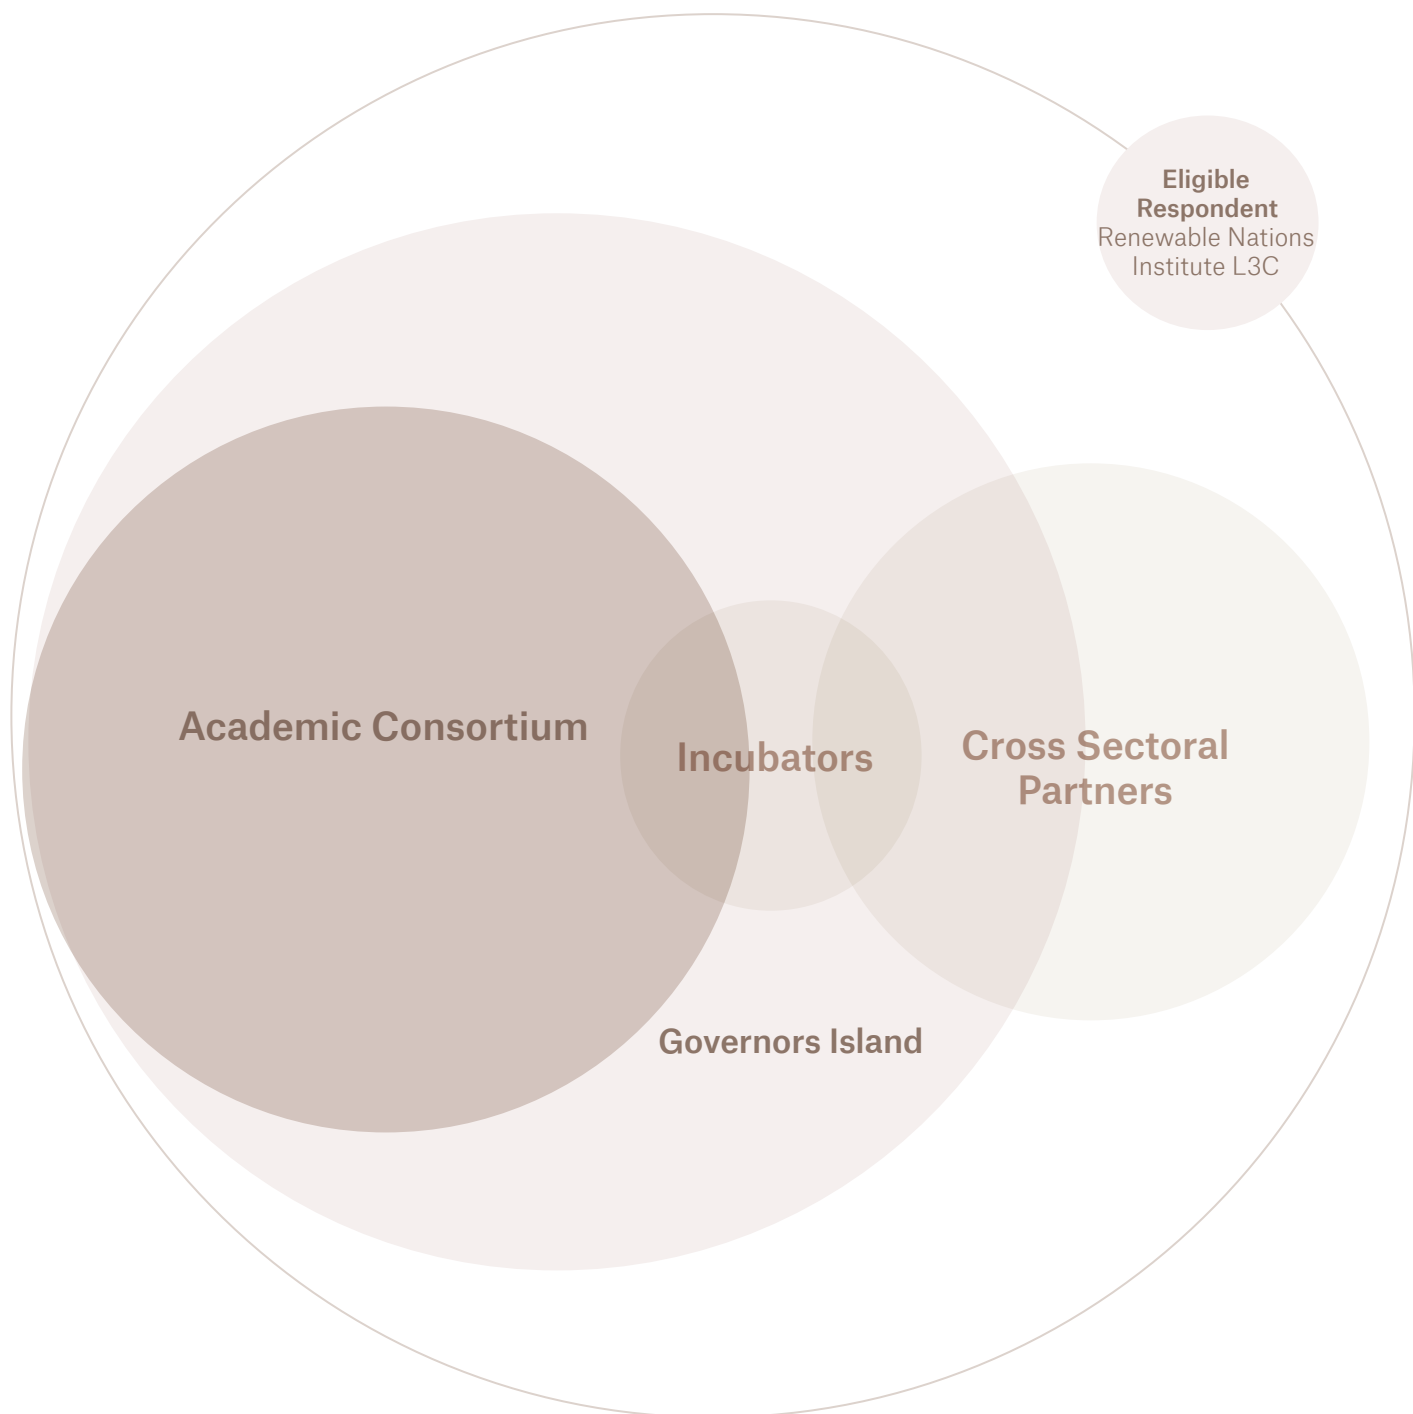 Eligible
Respondent
Renewable Nations
Institute L3C
Academic Consortium
Incubators
Cross Sectoral
Partners
Governors Island